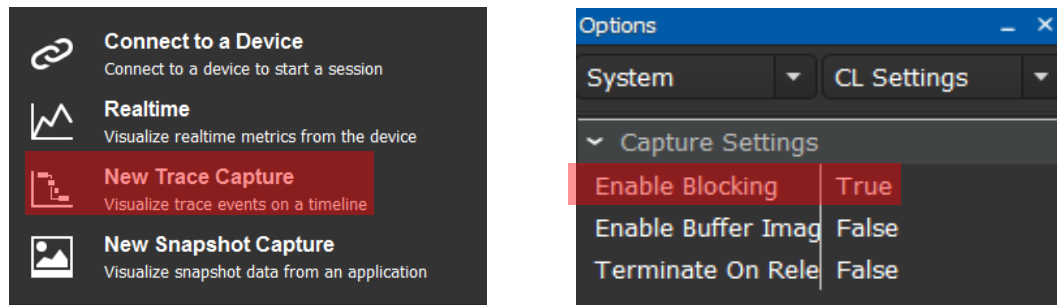 Connect to a Device
Connect to a device to start a session
Realtime
Visualize realtime metrics from the device
New Trace Capture
Visualize trace events on a timeline
New Snapshot Capture
Visualize snapshot data from an application
Options
System CL Settings
Capture Settings
Enable Blocking True
Enable Buffer Imag False
Terminate On Rele False